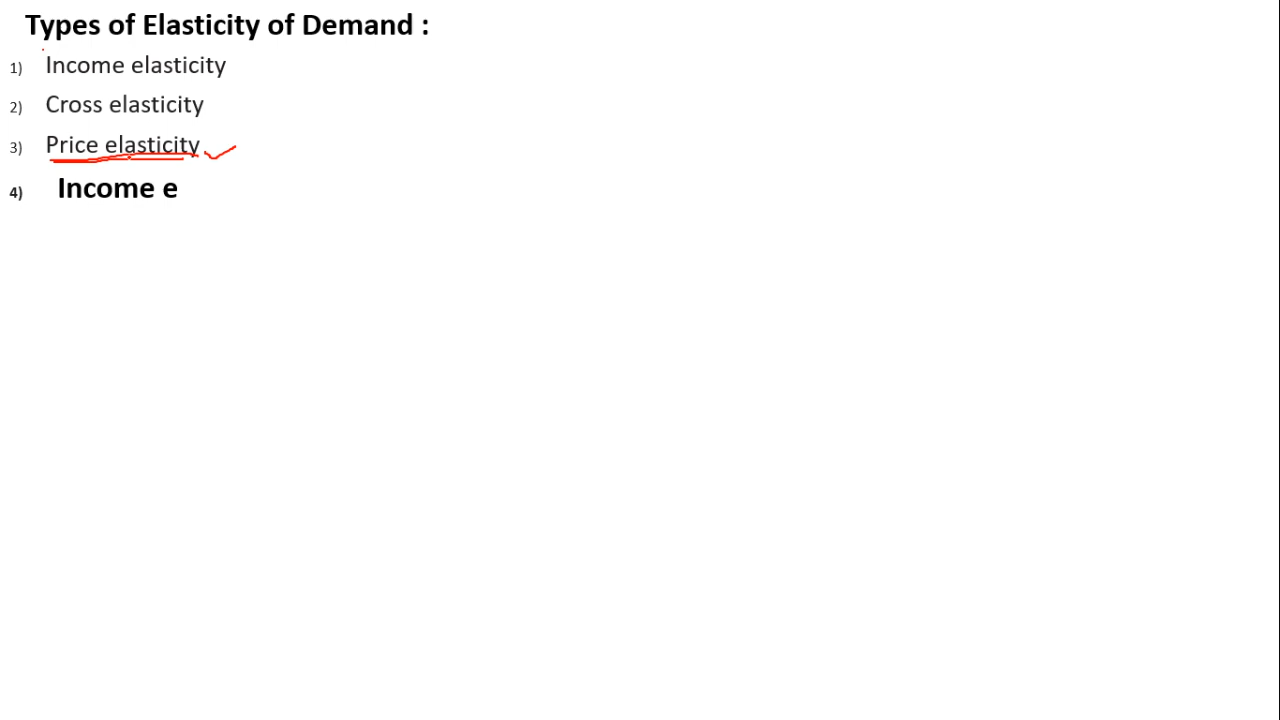 Types of Elasticity of Demand :
1) Income elasticity
2) Cross elasticity
3) Price elasticity
4) Income e